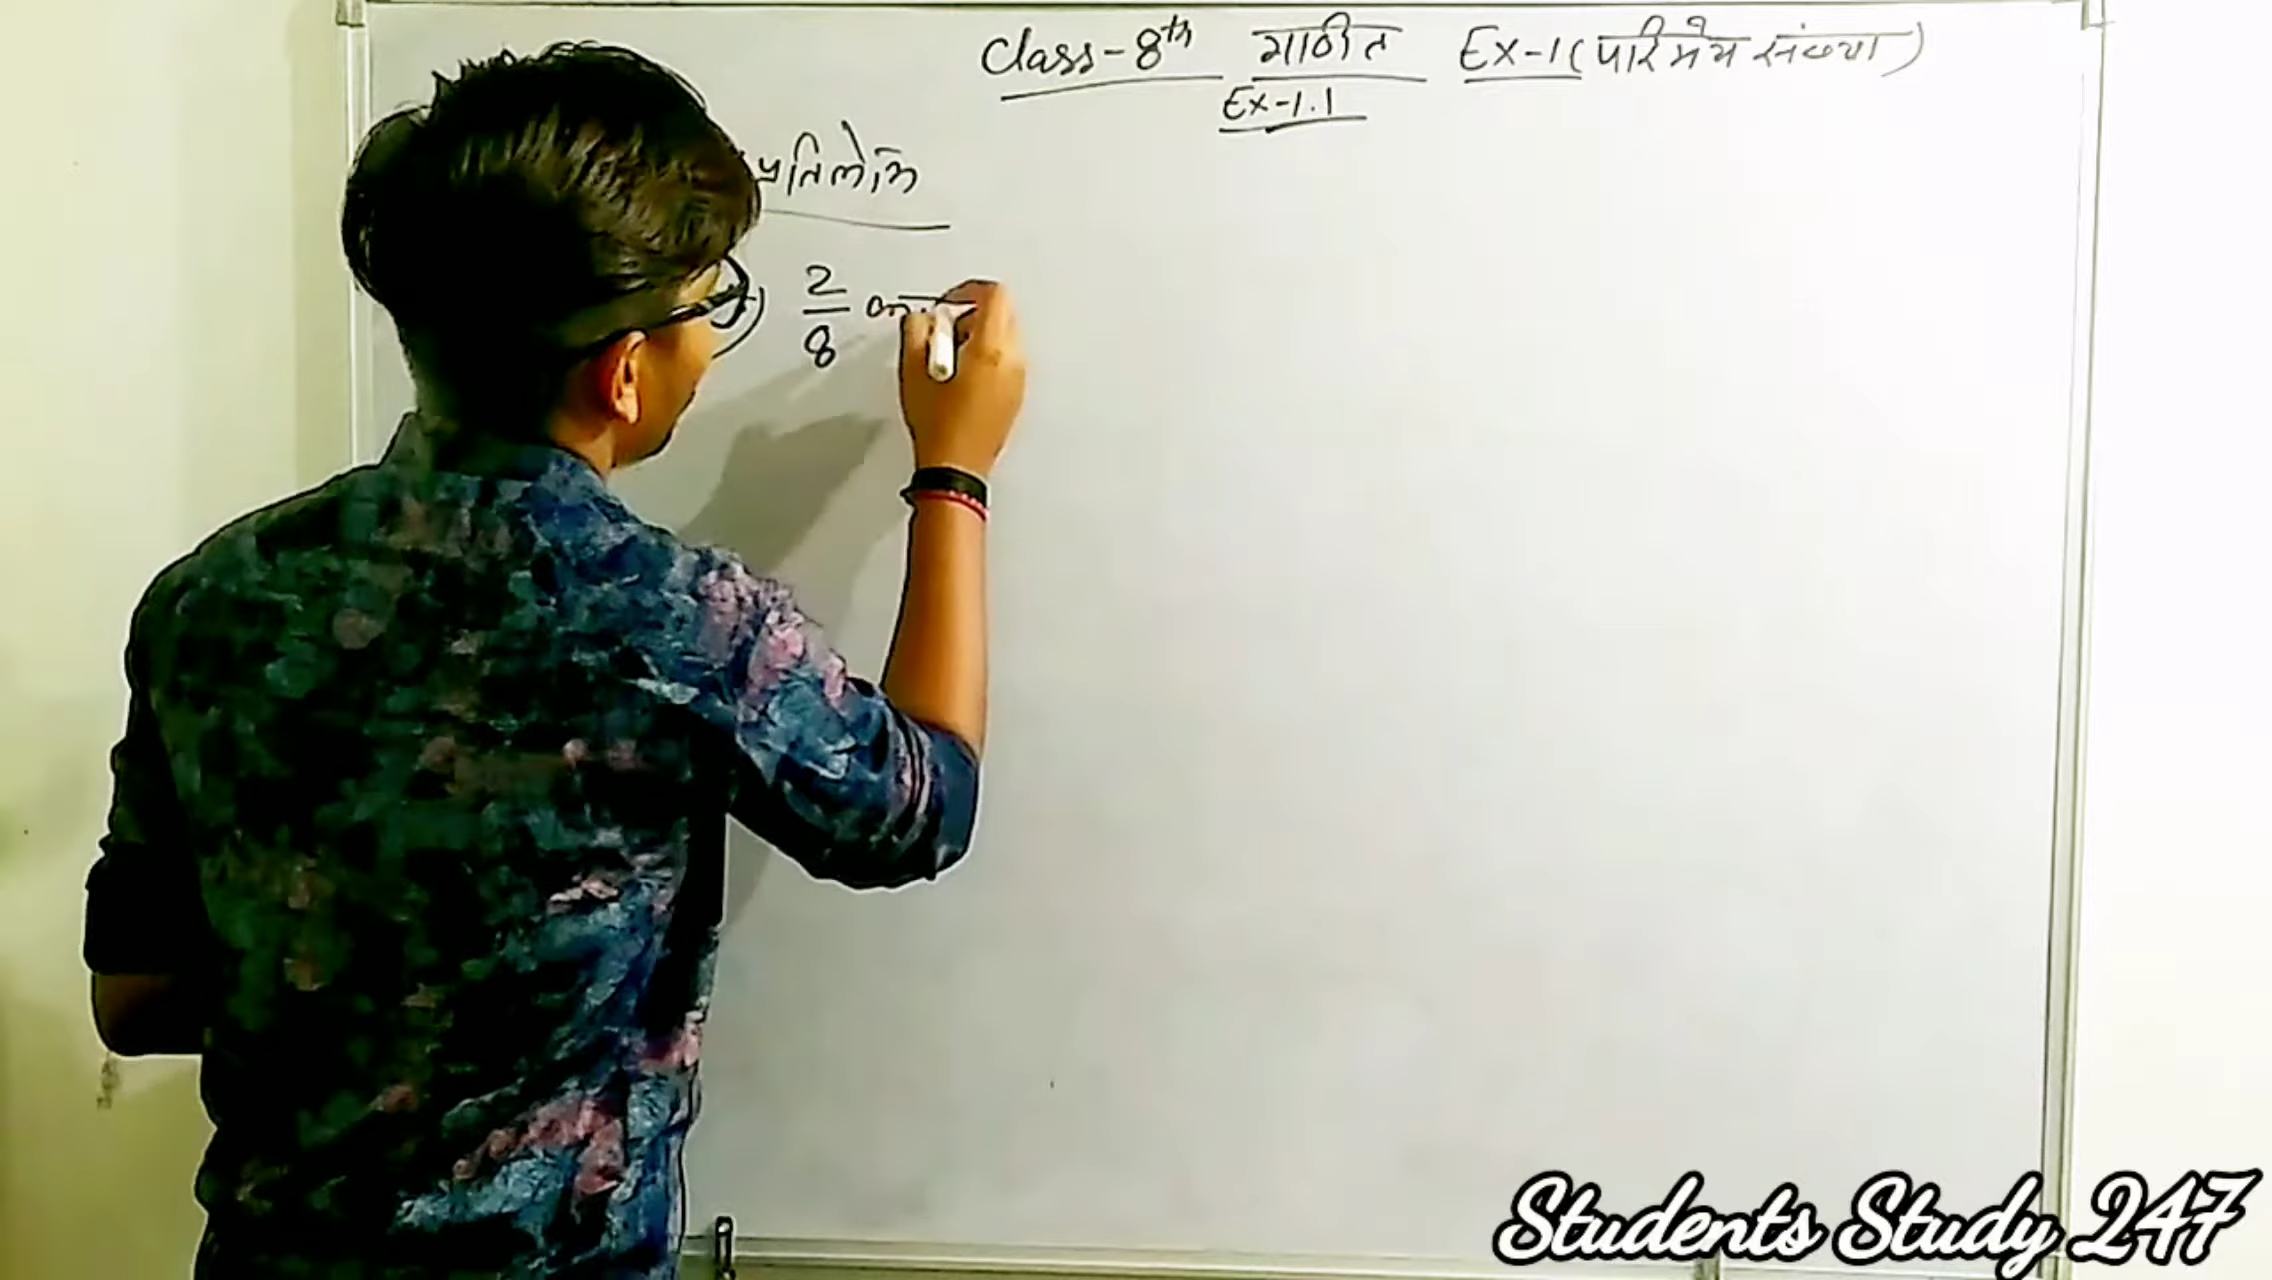 Class-8th गणित Ex-1(परिमेय संख्या)
Ex-1.1
प्रतिलोम
2/8 का
Students Study 247